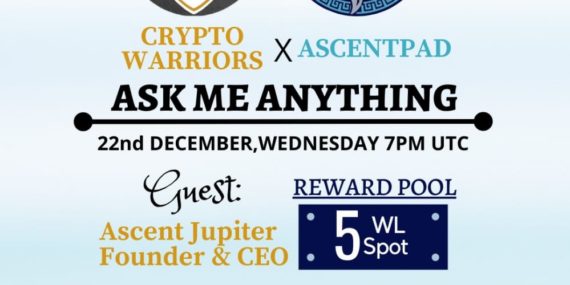 CRYPTO
WARRIORS
X ASCENTPAD
ASK ME ANYTHING
22nd DECEMBER,WEDNESDAY 7PM UTC
Guest:
Ascent Jupiter
Founder & CEO
REWARD POOL
5 WL
Spot